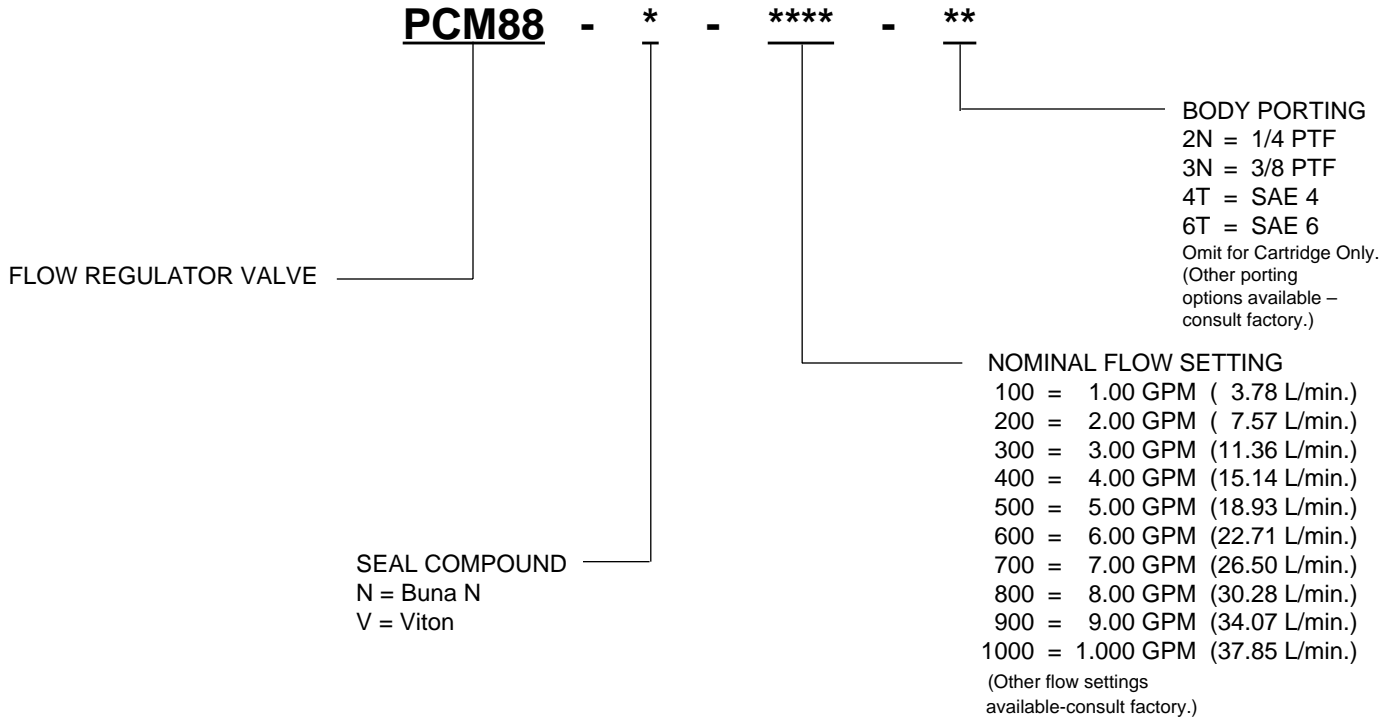 PCM88 - * - **** - **
BODY PORTING
2N = 1/4 PTF
3N = 3/8 PTF
4T = SAE 4
6T = SAE 6
Omit for Cartridge Only.
(Other porting
options available –
consult factory.)
FLOW REGULATOR VALVE
NOMINAL FLOW SETTING
100 = 1.00 GPM ( 3.78 L/min.)
200 = 2.00 GPM ( 7.57 L/min.)
300 = 3.00 GPM (11.36 L/min.)
400 = 4.00 GPM (15.14 L/min.)
500 = 5.00 GPM (18.93 L/min.)
600 = 6.00 GPM (22.71 L/min.)
700 = 7.00 GPM (26.50 L/min.)
800 = 8.00 GPM (30.28 L/min.)
900 = 9.00 GPM (34.07 L/min.)
1000 = 1.000 GPM (37.85 L/min.)
(Other flow settings
available-consult factory.)
SEAL COMPOUND
N = Buna N
V = Viton